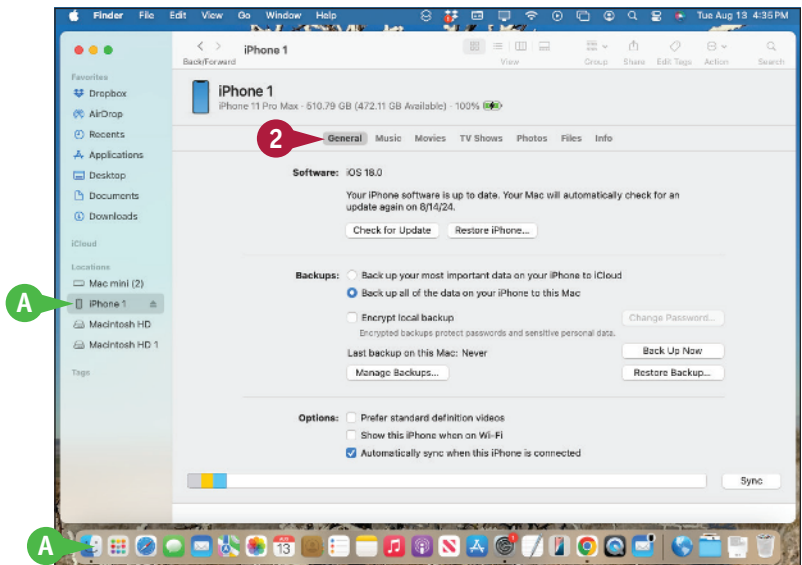 Finder File Edit View Go Window Help Tue Aug 13 4:35 PM
iPhone 1
Back/Forward View Group Share Edit Tags Action Search
Favorites
Dropbox
AirDrop
Recents
Applications
Desktop
Documents
Downloads
iCloud
Locations
Mac mini (2)
iPhone 1
Macintosh HD
Macintosh HD 1
Tags
A
iPhone 1
iPhone 11 Pro Max · 510.79 GB (472.11 GB Available) · 100%
2
General Music Movies TV Shows Photos Files Info
Software: iOS 18.0
Your iPhone software is up to date. Your Mac will automatically check for an
update again on 8/14/24.
Check for Update Restore iPhone...
Backups: Back up your most important data on your iPhone to iCloud
Back up all of the data on your iPhone to this Mac
Encrypt local backup Change Password...
Encrypted backups protect passwords and sensitive personal data.
Last backup on this Mac: Never Back Up Now
Manage Backups... Restore Backup...
Options: Prefer standard definition videos
Show this iPhone when on Wi-Fi
Automatically sync when this iPhone is connected
Sync
A
13